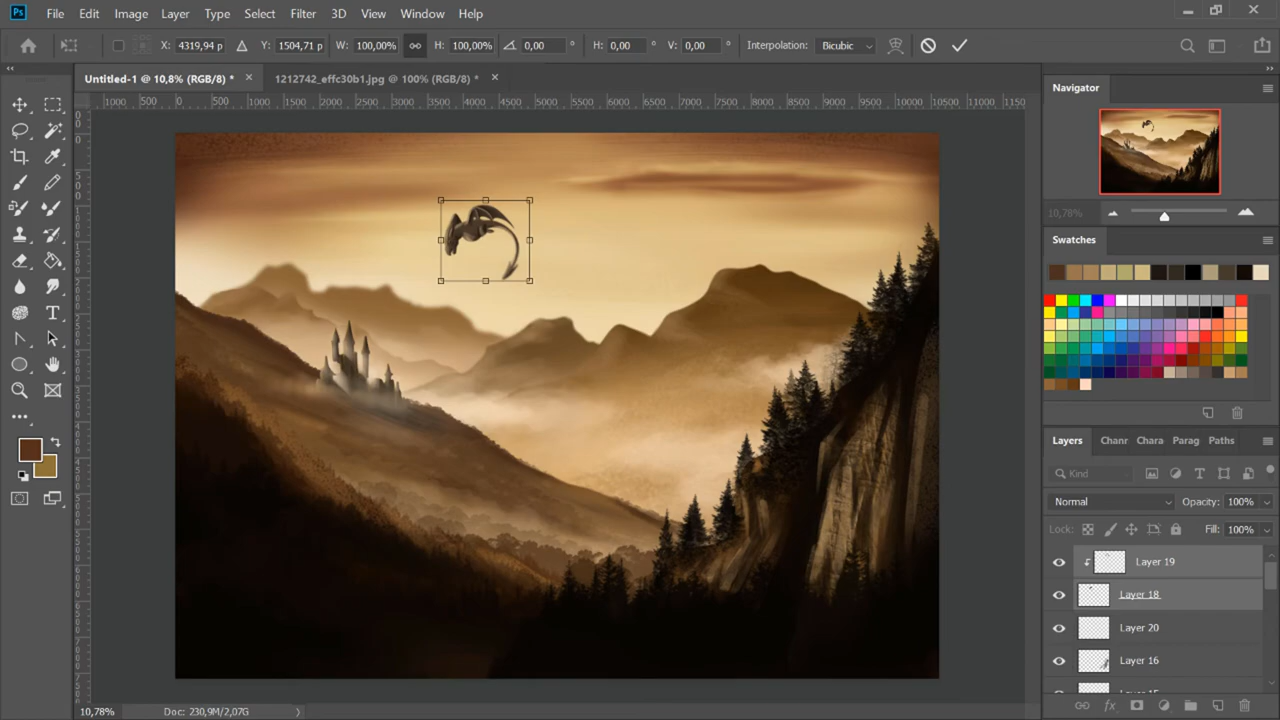 Ps File Edit Image Layer Type Select Filter 3D View Window Help
X: 4319,94 p Y: 1504,71 p W: 100,00% H: 100,00% 0,00 ° H: 0,00 ° V: 0,00 ° Interpolation: Bicubic
Untitled-1 @ 10,8% (RGB/8) * × 1212742_effc30b1.jpg @ 100% (RGB/8) * ×
1000 500 0 500 1000 1500 2000 2500 3000 3500 4000 4500 5000 5500 6000 6500 7000 7500 8000 8500 9000 9500 10000 10500 1150
Navigator
10,78%
Swatches
Layers Chanr Chara Parag Paths
Kind
Normal Opacity: 100%
Lock: Fill: 100%
Layer 19
Layer 18
Layer 20
Layer 16
10,78% Doc: 230,9M/2,07G